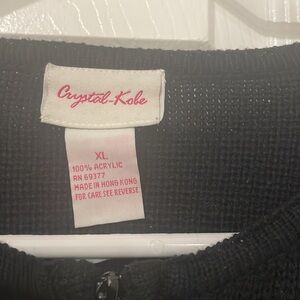 Crystal-Kobe
XL
100% ACRYLIC
RN 69377
MADE IN HONG KONG
FOR CARE SEE REVERSE